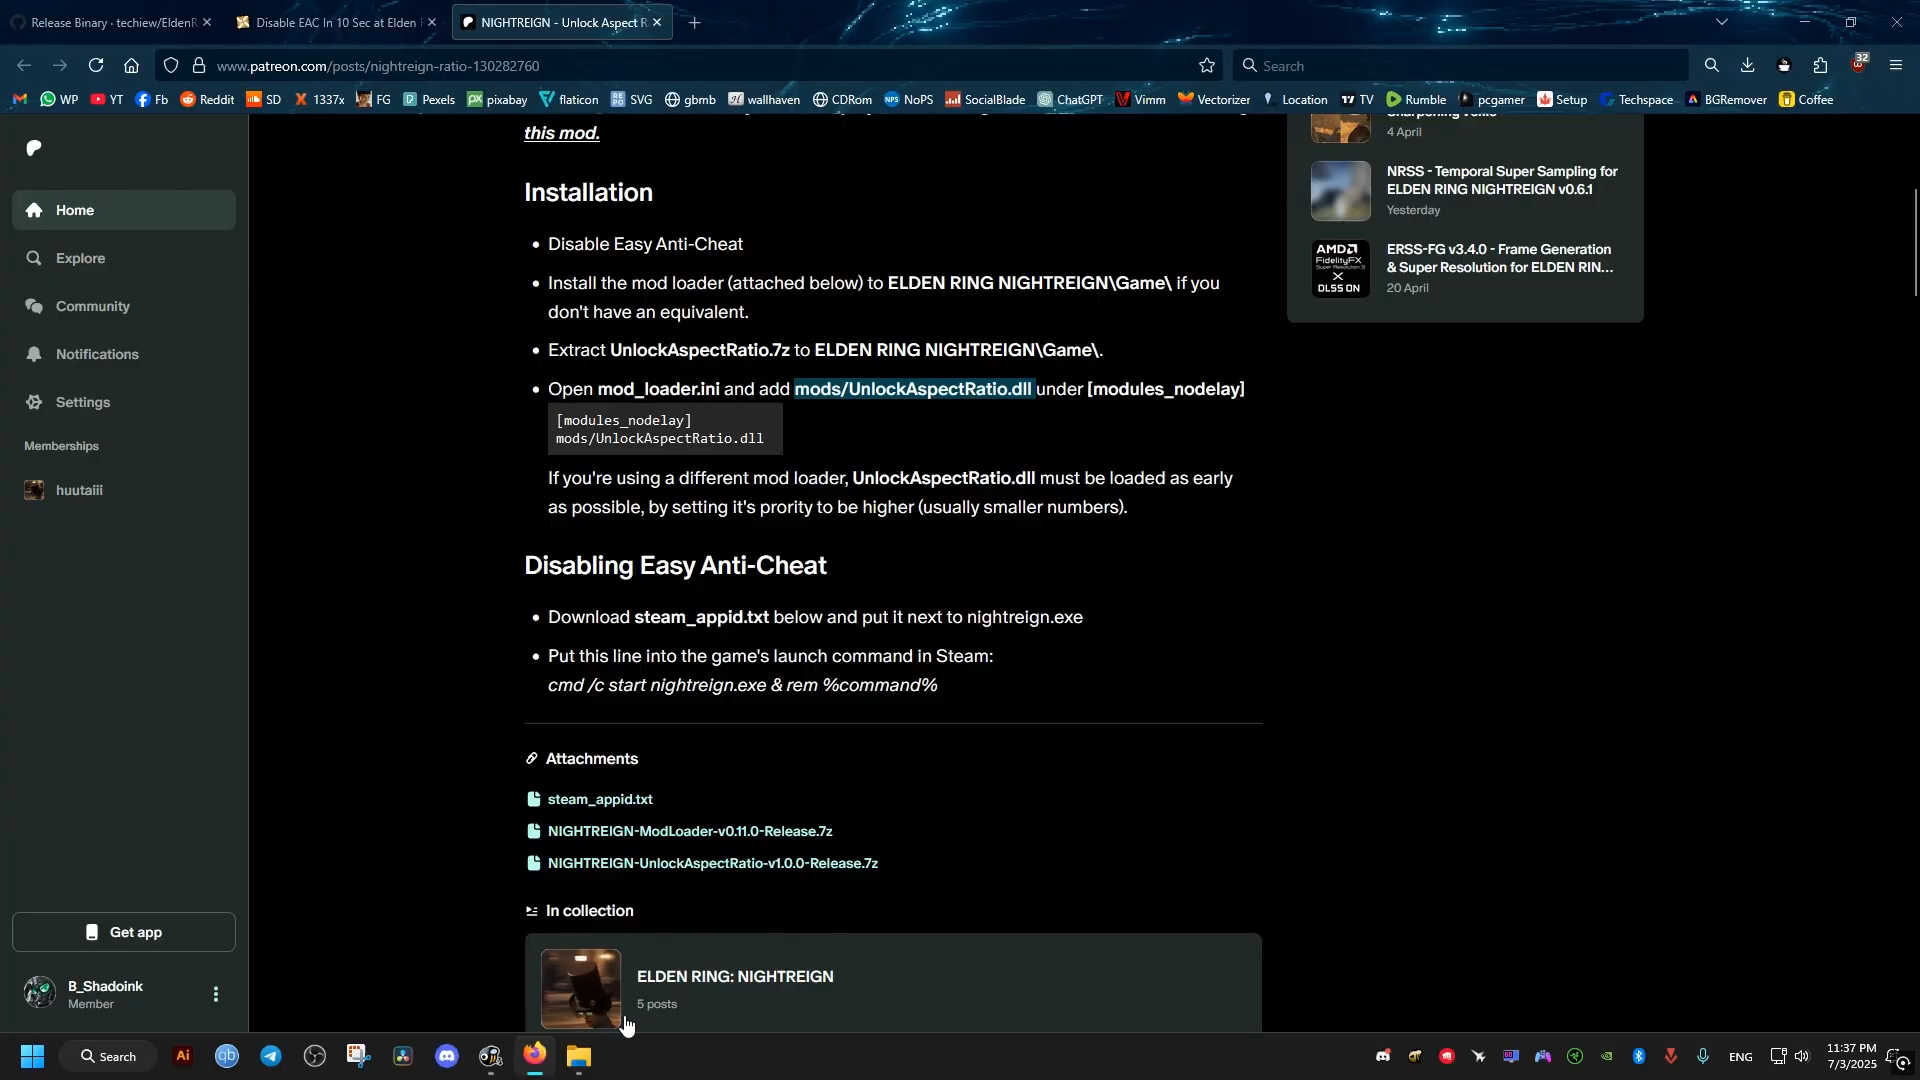 Release Binary · techiew/EldenR
Disable EAC In 10 Sec at Elden
NIGHTREIGN - Unlock Aspect R
www.patreon.com/posts/nightreign-ratio-130282760
Search
32
WP
YT
Fb
Reddit
SD
1337x
FG
Pexels
pixabay
flaticon
SVG
gbmb
wallhaven
CDRom
NoPS
SocialBlade
ChatGPT
Vimm
Vectorizer
Location
TV
Rumble
pcgamer
Setup
Techspace
BGRemover
Coffee
Home
Explore
Community
Notifications
Settings
Memberships
huutaiii
Get app
B_Shadoink
Member
this mod.
Installation
• Disable Easy Anti-Cheat
• Install the mod loader (attached below) to ELDEN RING NIGHTREIGN\Game\ if you
don't have an equivalent.
• Extract UnlockAspectRatio.7z to ELDEN RING NIGHTREIGN\Game\.
• Open mod_loader.ini and add mods/UnlockAspectRatio.dll under [modules_nodelay]
[modules_nodelay]
mods/UnlockAspectRatio.dll
If you're using a different mod loader, UnlockAspectRatio.dll must be loaded as early
as possible, by setting it's prority to be higher (usually smaller numbers).
Disabling Easy Anti-Cheat
• Download steam_appid.txt below and put it next to nightreign.exe
• Put this line into the game's launch command in Steam:
cmd /c start nightreign.exe & rem %command%
Attachments
steam_appid.txt
NIGHTREIGN-ModLoader-v0.11.0-Release.7z
NIGHTREIGN-UnlockAspectRatio-v1.0.0-Release.7z
In collection
ELDEN RING: NIGHTREIGN
5 posts
4 April
NRSS - Temporal Super Sampling for
ELDEN RING NIGHTREIGN v0.6.1
Yesterday
AMD
FidelityFX
Super Resolution 3
X
DLSS ON
ERSS-FG v3.4.0 - Frame Generation
& Super Resolution for ELDEN RIN...
20 April
Search
Ai
qb
ENG
11:37 PM
7/3/2025